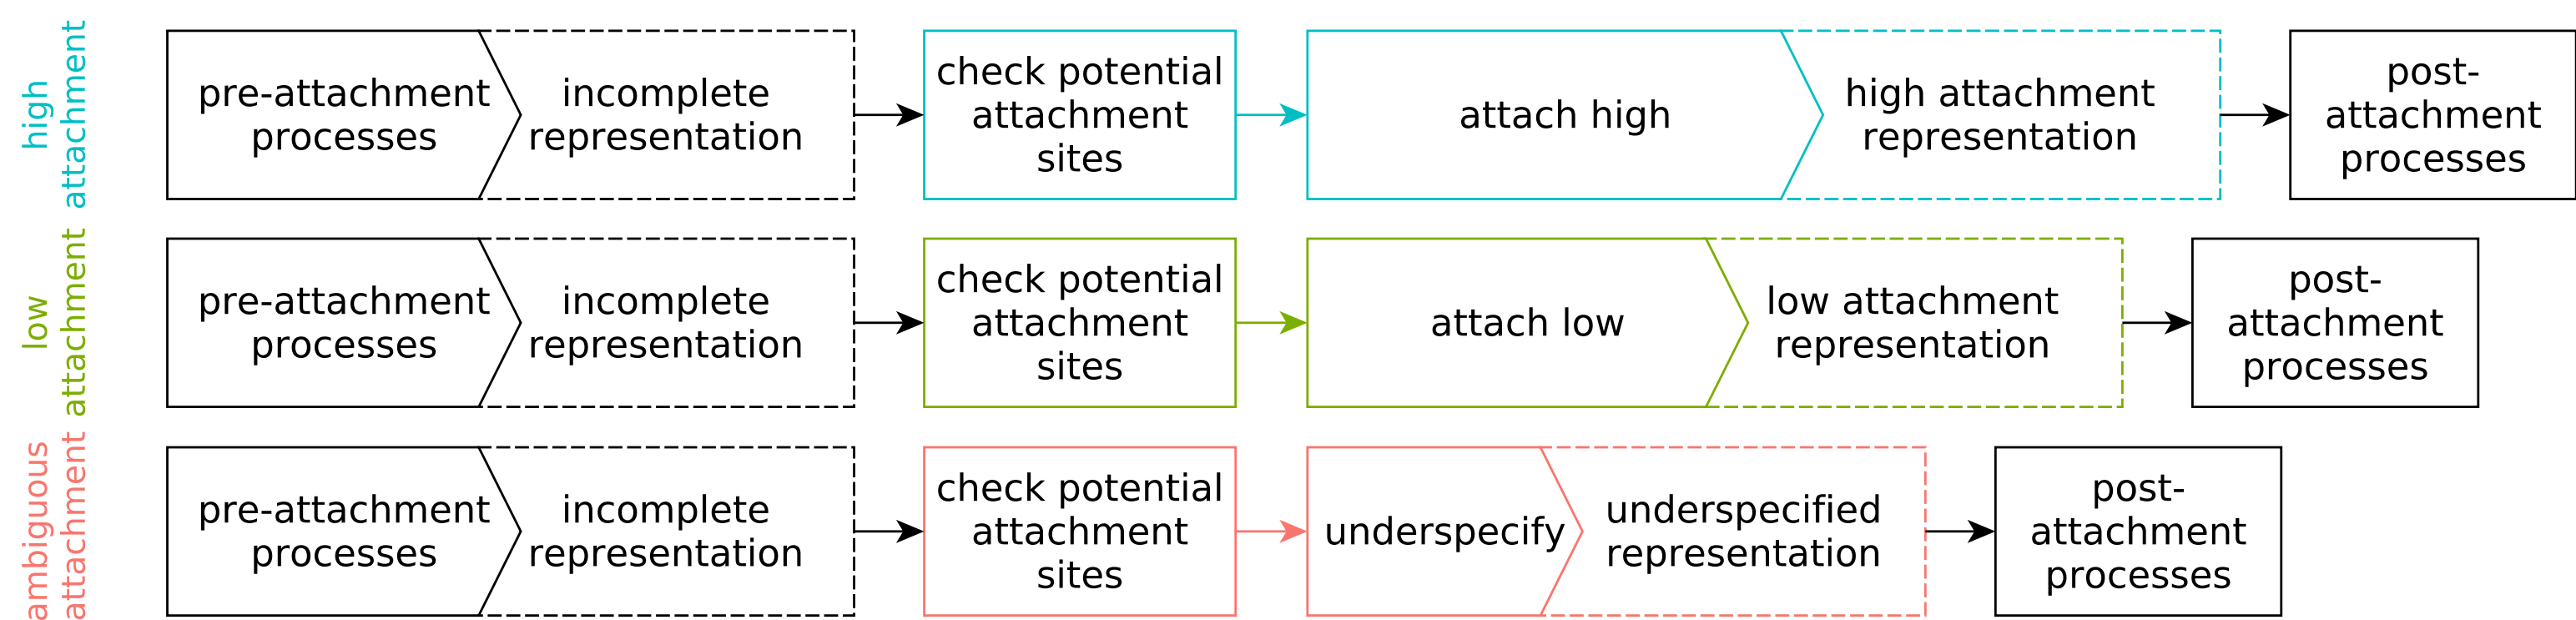 high
attachment
pre-attachment
processes
incomplete
representation
check potential
attachment
sites
attach high
high attachment
representation
post-
attachment
processes
low
attachment
pre-attachment
processes
incomplete
representation
check potential
attachment
sites
attach low
low attachment
representation
post-
attachment
processes
ambiguous
attachment
pre-attachment
processes
incomplete
representation
check potential
attachment
sites
underspecify
underspecified
representation
post-
attachment
processes